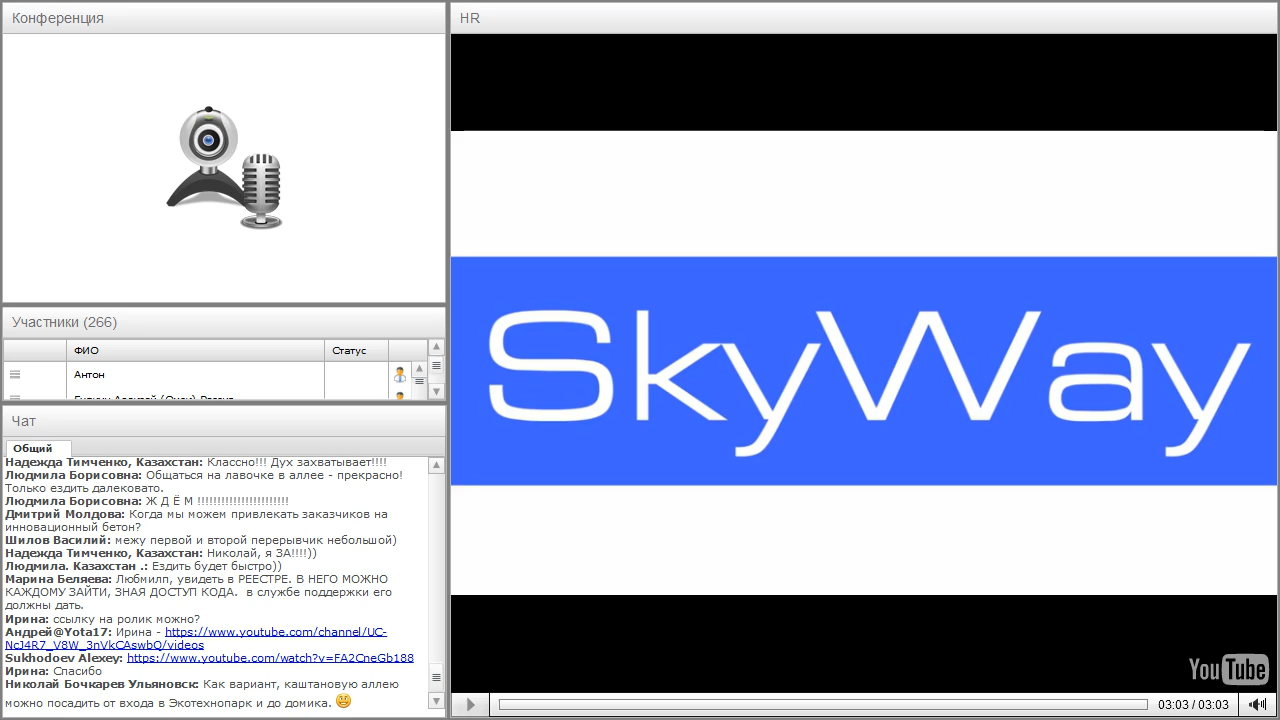 Конференция
HR
SkyWay
YouTube
03:03 / 03:03
Участники (266)
ФИО
Статус
Антон
Чат
Общий
Надежда Тимченко, Казахстан: Классно!!! Дух захватывает!!!!
Людмила Борисовна: Общаться на лавочке в аллее - прекрасно!
Только ездить далековато.
Людмила Борисовна: Ж Д Ё М !!!!!!!!!!!!!!!!!!!!!!!
Дмитрий Молдова: Когда мы можем привлекать заказчиков на
инновационный бетон?
Шилов Василий: межу первой и второй перерывчик небольшой)
Надежда Тимченко, Казахстан: Николай, я ЗА!!!!))
Людмила. Казахстан .: Ездить будет быстро))
Марина Беляева: Любмилп, увидеть в РЕЕСТРЕ. В НЕГО МОЖНО
КАЖДОМУ ЗАЙТИ, ЗНАЯ ДОСТУП КОДА. в службе поддержки его
должны дать.
Ирина: ссылку на ролик можно?
Андрей@Yota17: Ирина - https://www.youtube.com/channel/UC-
NcJ4R7_V8W_3nVkCAswbQ/videos
Sukhodoev Alexey: https://www.youtube.com/watch?v=FA2CneGb188
Ирина: Спасибо
Николай Бочкарев Ульяновск: Как вариант, каштановую аллею
можно посадить от входа в Экотехнопарк и до домика.